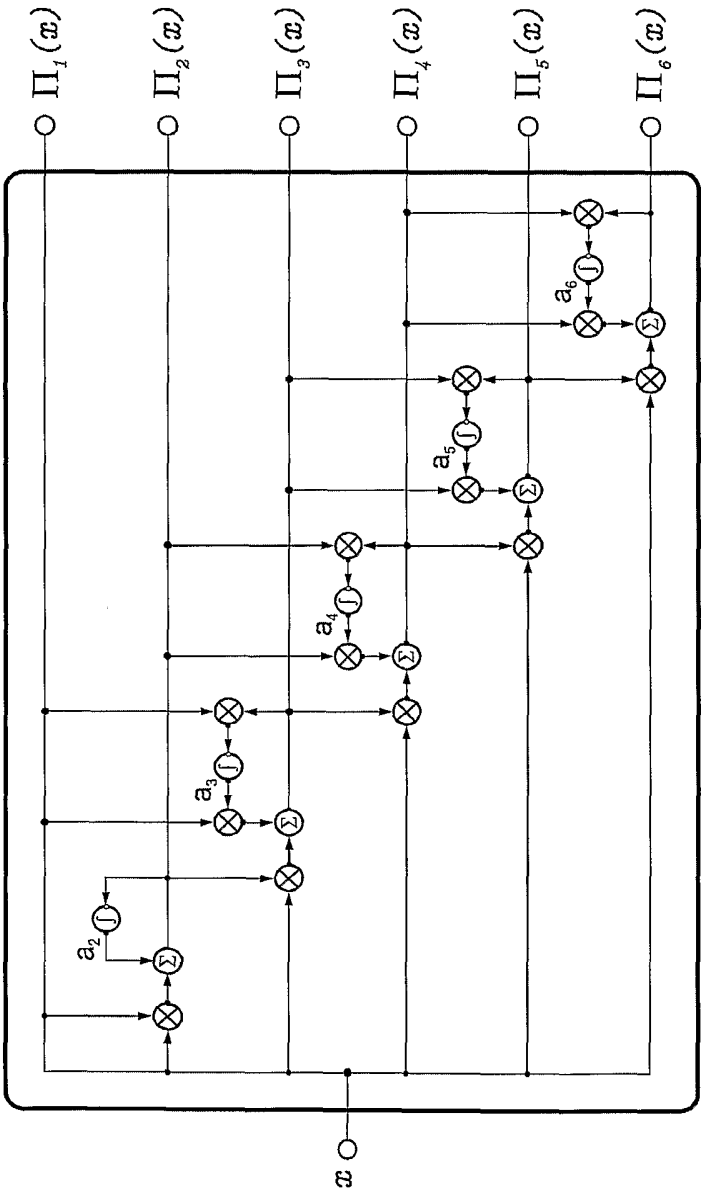 Π₁(x)
Π₂(x)
Π₃(x)
Π₄(x)
Π₅(x)
Π₆(x)
∫
a₆
Σ
∫
a₅
Σ
∫
a₄
Σ
∫
a₃
Σ
∫
a₂
Σ
x